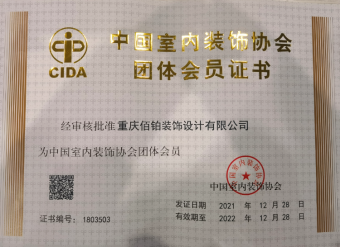 CIDA
中国室内装饰协会
团体会员证书
经审核批准 重庆佰铂装饰设计有限公司
为中国室内装饰协会团体会员
中国室内装饰协会
发证日期 2021 年 12 月 28 日
有效期至 2022 年 12 月 28 日
证书编号：1803503